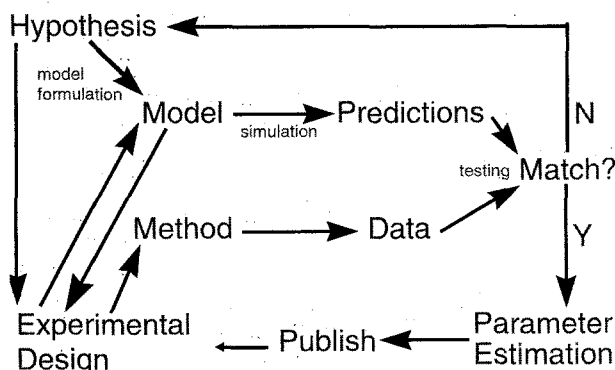 Hypothesis
model
formulation
Model
simulation
Predictions
N
testing
Match?
Method
Data
Y
Experimental
Design
Publish
Parameter
Estimation